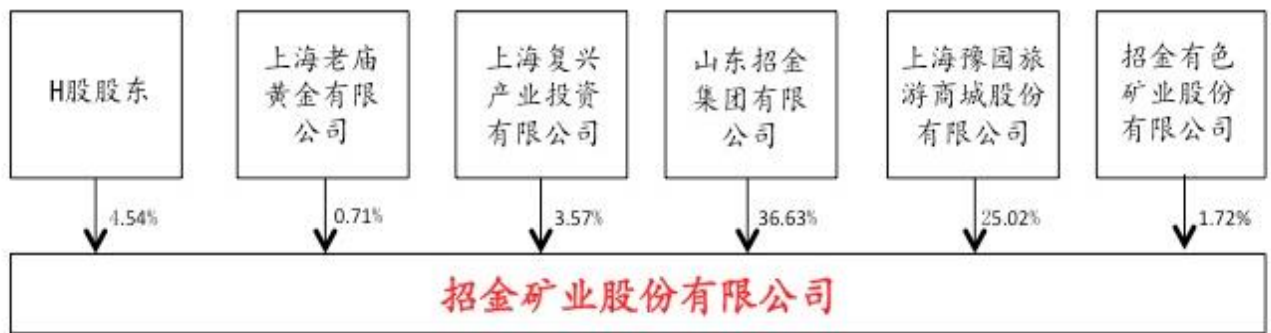 H股股东
上海老庙
黄金有限
公司
上海复兴
产业投资
有限公司
山东招金
集团有限
公司
上海豫园旅
游商城股份
有限公司
招金有色
矿业股份
有限公司
4.54%
0.71%
3.57%
36.63%
25.02%
1.72%
招金矿业股份有限公司